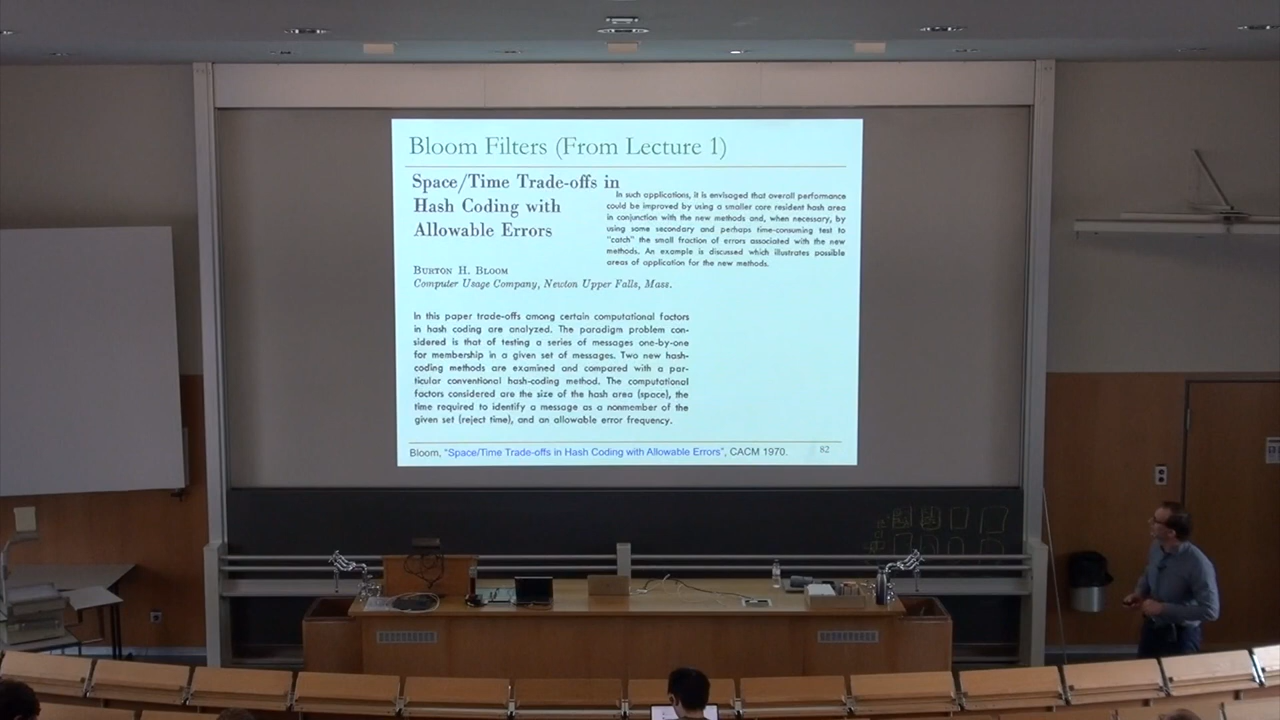 Bloom Filters (From Lecture 1)
Space/Time Trade-offs in
Hash Coding with
Allowable Errors
BURTON H. BLOOM
Computer Usage Company, Newton Upper Falls, Mass.
In this paper trade-offs among certain computational factors
in hash coding are analyzed. The paradigm problem con-
sidered is that of testing a series of messages one-by-one
for membership in a given set of messages. Two new hash-
coding methods are examined and compared with a par-
ticular conventional hash-coding method. The computational
factors considered are the size of the hash area (space), the
time required to identify a message as a nonmember of the
given set (reject time), and an allowable error frequency.
In such applications, it is envisaged that overall performance
could be improved by using a smaller core resident hash area
in conjunction with the new methods and, when necessary, by
using some secondary and perhaps time-consuming test to
"catch" the small fraction of errors associated with the new
methods. An example is discussed which illustrates possible
areas of application for the new methods.
Bloom, "Space/Time Trade-offs in Hash Coding with Allowable Errors", CACM 1970.
82